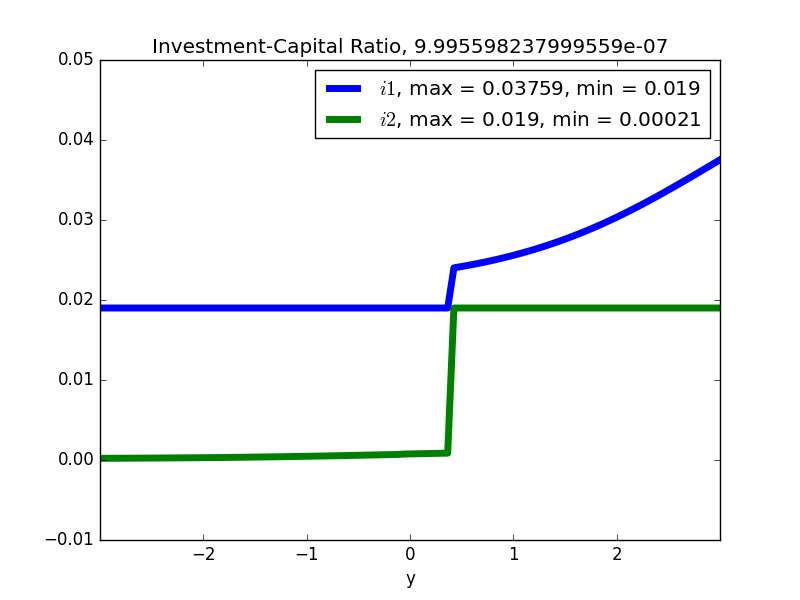 Investment-Capital Ratio, 9.995598237999559e-07
i1, max = 0.03759, min = 0.019
i2, max = 0.019, min = 0.00021
0.05
0.04
0.03
0.02
0.01
0.00
−0.01
−2 −1 0 1 2
y